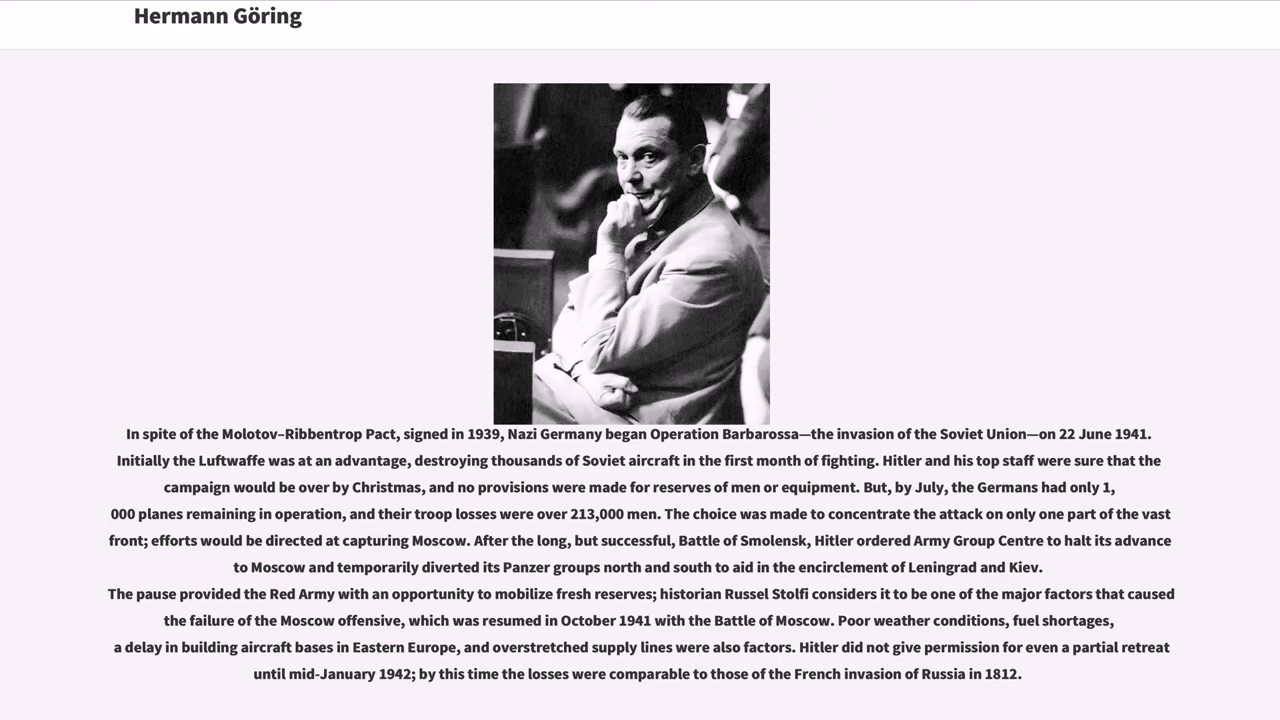 Hermann Göring
In spite of the Molotov–Ribbentrop Pact, signed in 1939, Nazi Germany began Operation Barbarossa—the invasion of the Soviet Union—on 22 June 1941.
Initially the Luftwaffe was at an advantage, destroying thousands of Soviet aircraft in the first month of fighting. Hitler and his top staff were sure that the
campaign would be over by Christmas, and no provisions were made for reserves of men or equipment. But, by July, the Germans had only 1,
000 planes remaining in operation, and their troop losses were over 213,000 men. The choice was made to concentrate the attack on only one part of the vast
front; efforts would be directed at capturing Moscow. After the long, but successful, Battle of Smolensk, Hitler ordered Army Group Centre to halt its advance
to Moscow and temporarily diverted its Panzer groups north and south to aid in the encirclement of Leningrad and Kiev.
The pause provided the Red Army with an opportunity to mobilize fresh reserves; historian Russel Stolfi considers it to be one of the major factors that caused
the failure of the Moscow offensive, which was resumed in October 1941 with the Battle of Moscow. Poor weather conditions, fuel shortages,
a delay in building aircraft bases in Eastern Europe, and overstretched supply lines were also factors. Hitler did not give permission for even a partial retreat
until mid-January 1942; by this time the losses were comparable to those of the French invasion of Russia in 1812.